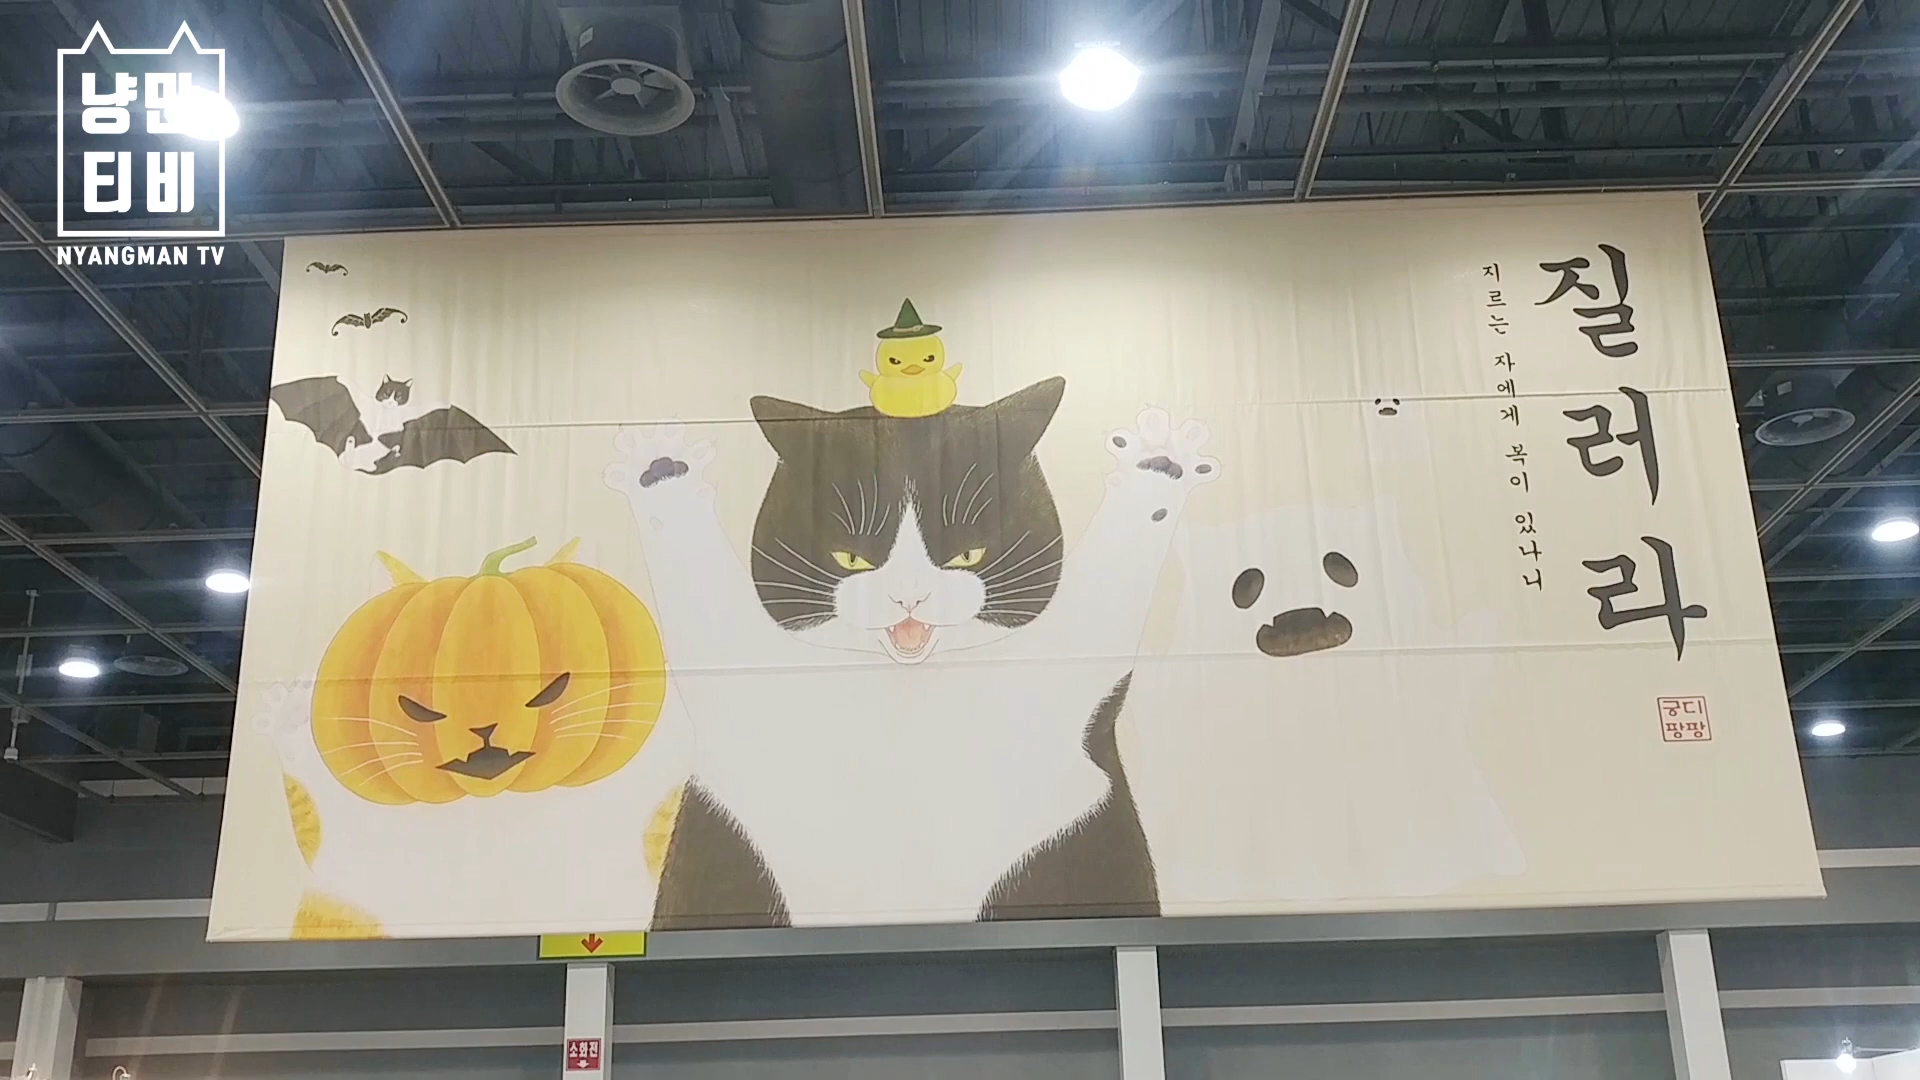 냥맨
티비
NYANGMAN TV
질러라
지르는 자에게 복이 있나니
궁디
팡팡
소화전